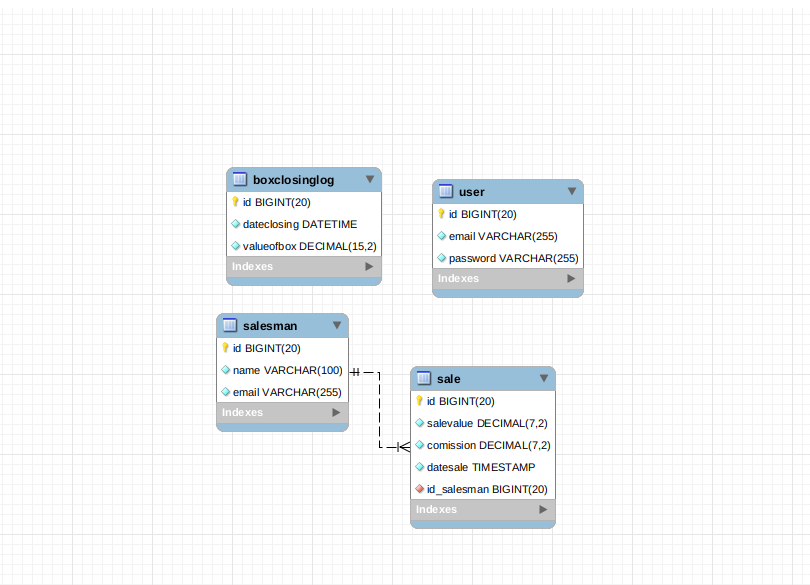 boxclosinglog
id BIGINT(20)
dateclosing DATETIME
valueofbox DECIMAL(15,2)
Indexes
user
id BIGINT(20)
email VARCHAR(255)
password VARCHAR(255)
Indexes
salesman
id BIGINT(20)
name VARCHAR(100)
email VARCHAR(255)
Indexes
sale
id BIGINT(20)
salevalue DECIMAL(7,2)
comission DECIMAL(7,2)
datesale TIMESTAMP
id_salesman BIGINT(20)
Indexes